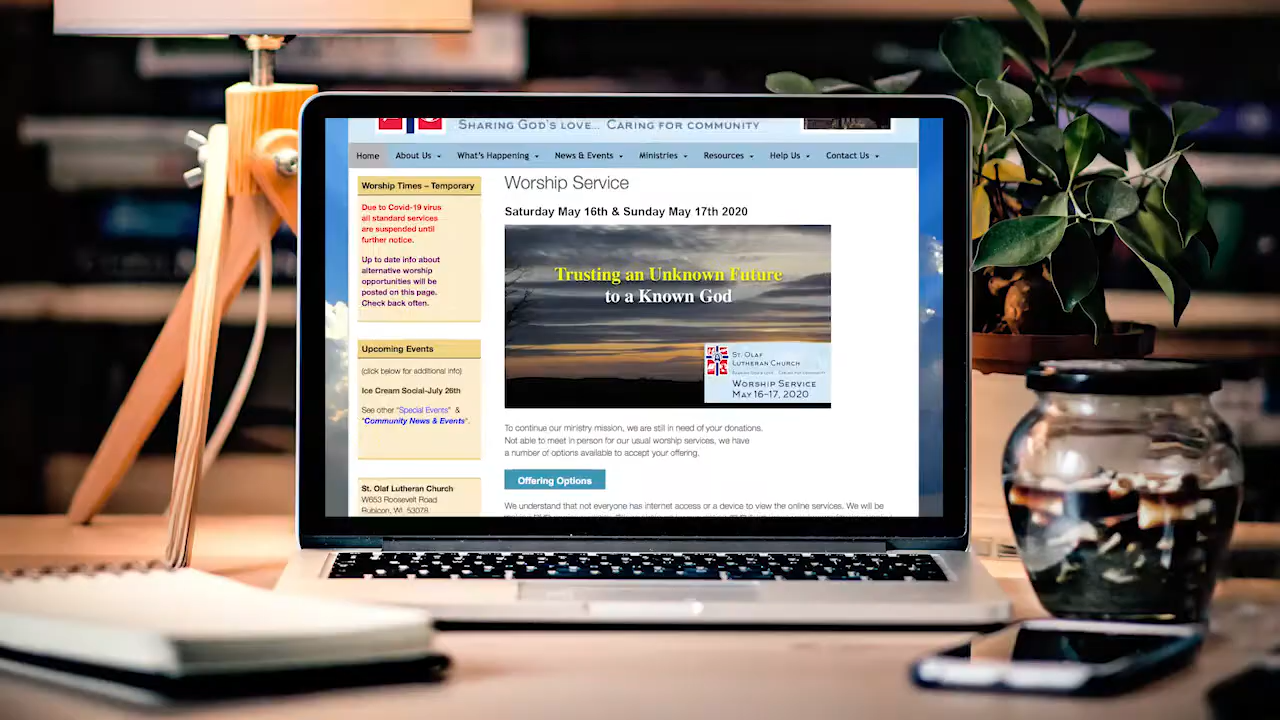 SHARING GOD'S LOVE... CARING FOR COMMUNITY
Home About Us What's Happening News & Events Ministries Resources Help Us Contact Us
Worship Times – Temporary
Due to Covid-19 virus
all standard services
are suspended until
further notice.
Up to date info about
alternative worship
opportunities will be
posted on this page.
Check back often.
Upcoming Events
(click below for additional info)
Ice Cream Social-July 26th
See other "Special Events" &
"Community News & Events".
St. Olaf Lutheran Church
W653 Roosevelt Road
Rubicon, WI. 53078
Worship Service
Saturday May 16th & Sunday May 17th 2020
Trusting an Unknown Future
to a Known God
ST. OLAF
LUTHERAN CHURCH
SHARING GOD'S LOVE... CARING FOR COMMUNITY
WORSHIP SERVICE
MAY 16-17, 2020
To continue our ministry mission, we are still in need of your donations.
Not able to meet in person for our usual worship services, we have
a number of options available to accept your offering.
Offering Options
We understand that not everyone has internet access or a device to view the online services. We will be